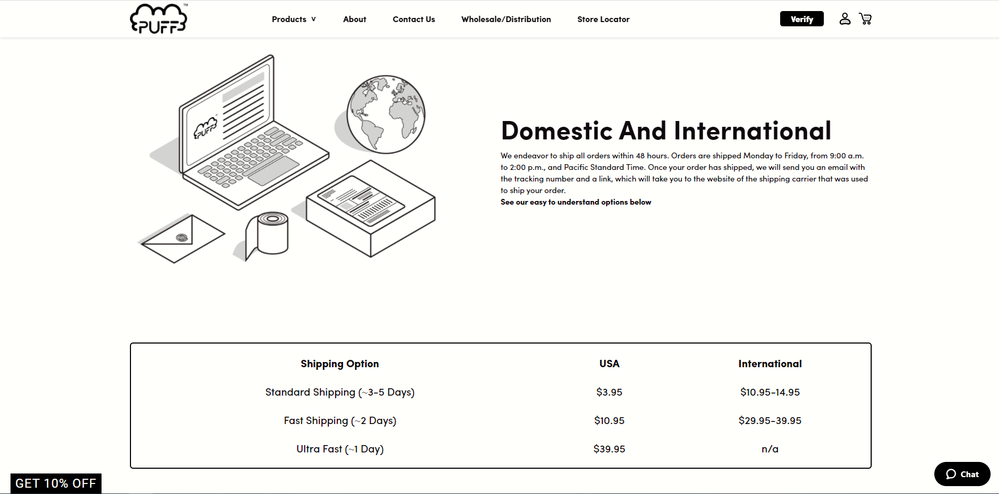 PUFF™
Products v
About
Contact Us
Wholesale/Distribution
Store Locator
Verify
PUFF
Domestic And International
We endeavor to ship all orders within 48 hours. Orders are shipped Monday to Friday, from 9:00 a.m.
to 2:00 p.m., and Pacific Standard Time. Once your order has shipped, we will send you an email with
the tracking number and a link, which will take you to the website of the shipping carrier that was used
to ship your order.
See our easy to understand options below
Shipping Option USA International
Standard Shipping (~3-5 Days) $3.95 $10.95-14.95
Fast Shipping (~2 Days) $10.95 $29.95-39.95
Ultra Fast (~1 Day) $39.95 n/a
GET 10% OFF
Chat